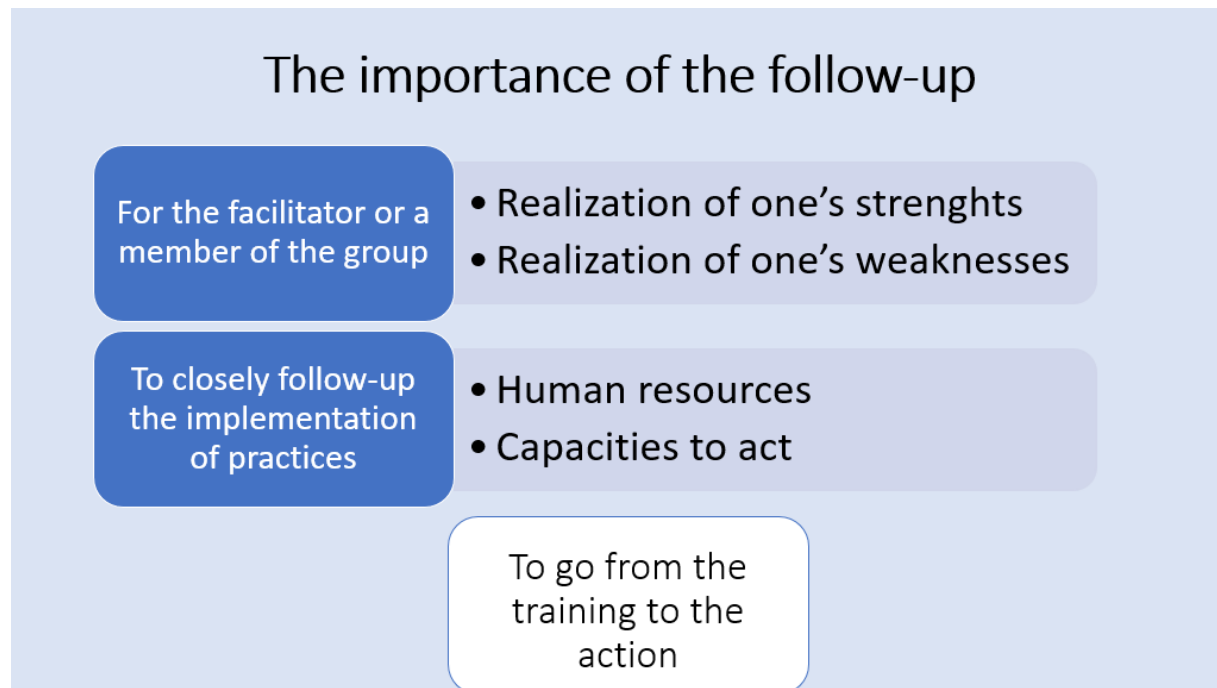 The importance of the follow-up
For the facilitator or a
member of the group
• Realization of one’s strenghts
• Realization of one’s weaknesses
To closely follow-up
the implementation
of practices
• Human resources
• Capacities to act
To go from the
training to the
action